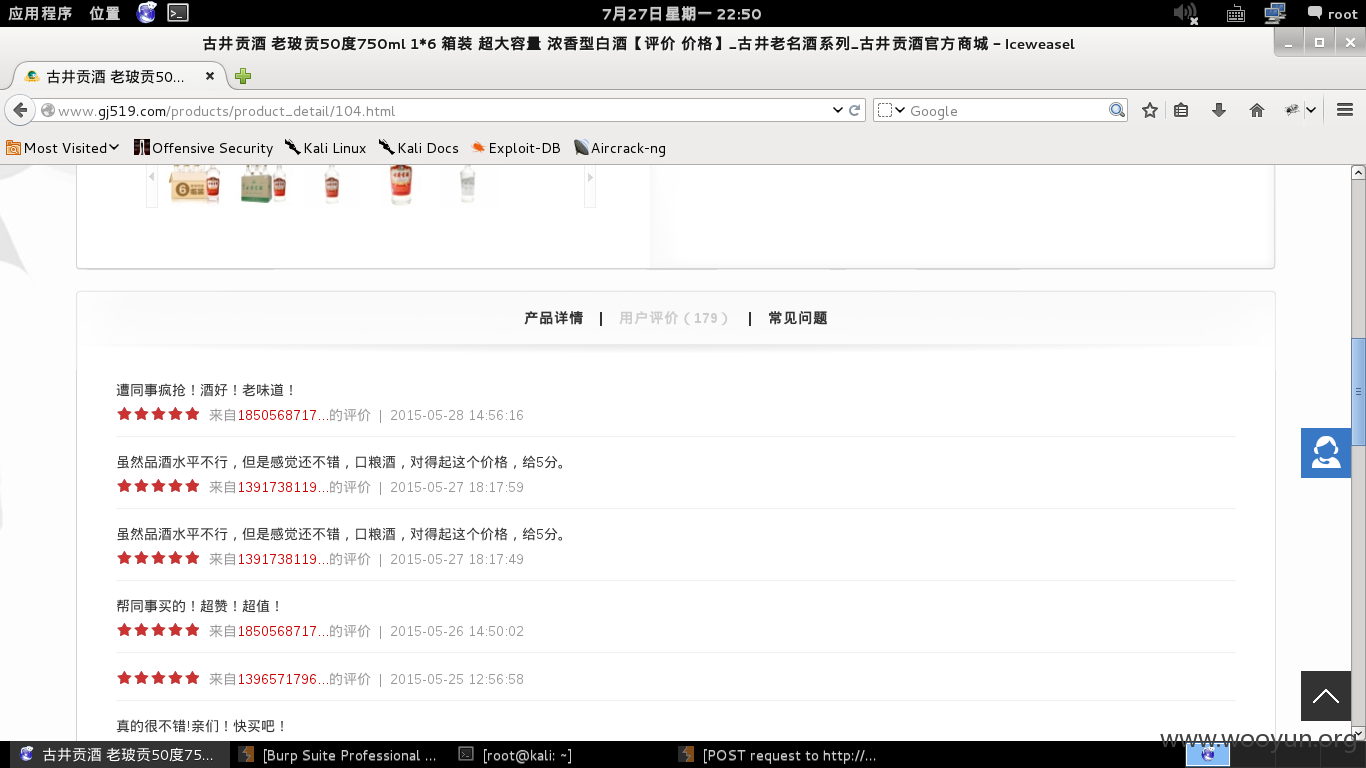 应用程序 位置 7月27日星期一 22:50 root
古井贡酒 老玻贡50度750ml 1*6 箱装 超大容量 浓香型白酒【评价 价格】_古井老名酒系列_古井贡酒官方商城 - Iceweasel
古井贡酒 老玻贡50...
www.gj519.com/products/product_detail/104.html Google
Most Visited Offensive Security Kali Linux Kali Docs Exploit-DB Aircrack-ng
产品详情 | 用户评价（179） | 常见问题
遭同事疯抢！酒好！老味道！
来自1850568717...的评价 | 2015-05-28 14:56:16
虽然品酒水平不行，但是感觉还不错，口粮酒，对得起这个价格，给5分。
来自1391738119...的评价 | 2015-05-27 18:17:59
虽然品酒水平不行，但是感觉还不错，口粮酒，对得起这个价格，给5分。
来自1391738119...的评价 | 2015-05-27 18:17:49
帮同事买的！超赞！超值！
来自1850568717...的评价 | 2015-05-26 14:50:02
来自1396571796...的评价 | 2015-05-25 12:56:58
真的很不错!亲们！快买吧！
www.wooyun.org
古井贡酒 老玻贡50度75... [Burp Suite Professional ... [root@kali: ~] [POST request to http://...